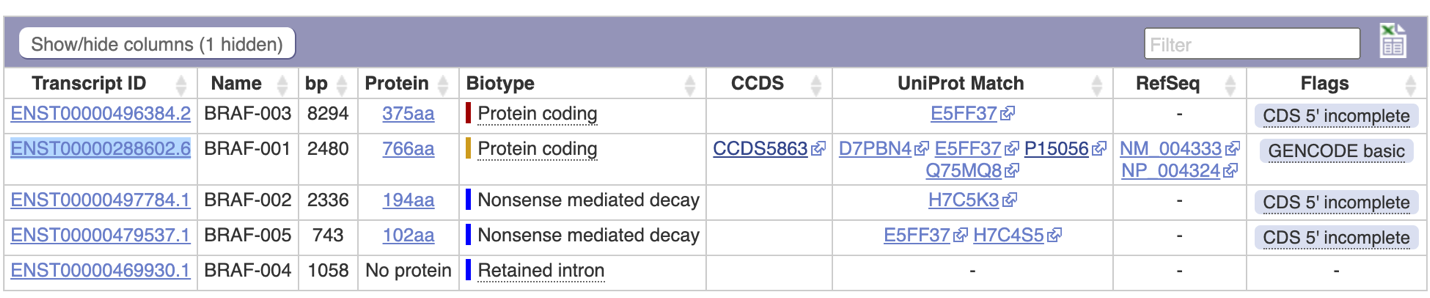 Show/hide columns (1 hidden) Filter
Transcript ID Name bp Protein Biotype CCDS UniProt Match RefSeq Flags
ENST00000496384.2 BRAF-003 8294 375aa Protein coding E5FF37 - CDS 5' incomplete
ENST00000288602.6 BRAF-001 2480 766aa Protein coding CCDS5863 D7PBN4 E5FF37 P15056 NM_004333 GENCODE basic
Q75MQ8 NP_004324
ENST00000497784.1 BRAF-002 2336 194aa Nonsense mediated decay H7C5K3 - CDS 5' incomplete
ENST00000479537.1 BRAF-005 743 102aa Nonsense mediated decay E5FF37 H7C4S5 - CDS 5' incomplete
ENST00000469930.1 BRAF-004 1058 No protein Retained intron - - -